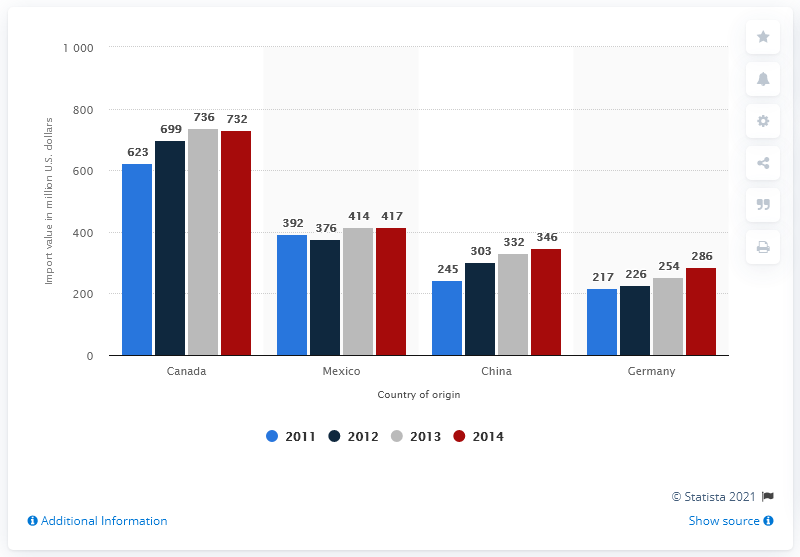 1 000
800
600
400
200
0
Import value in million U.S. dollars
623 699 736 732
392 376 414 417
245 303 332 346
217 226 254 286
Canada Mexico China Germany
Country of origin
2011 2012 2013 2014
© Statista 2021
Additional Information Show source